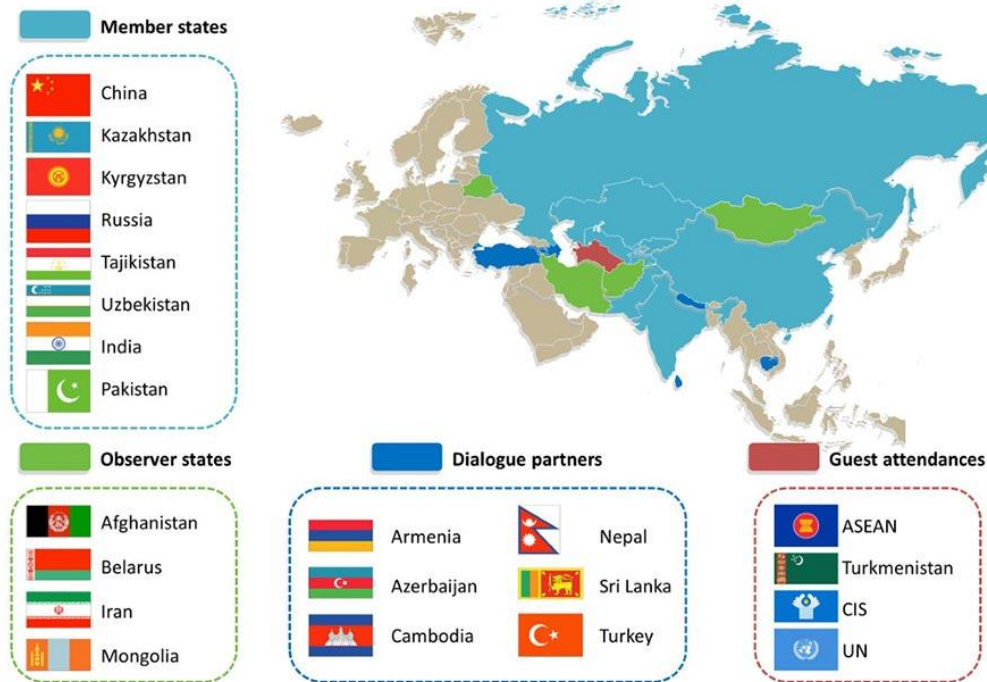 Member states
China
Kazakhstan
Kyrgyzstan
Russia
Tajikistan
Uzbekistan
India
Pakistan
Observer states
Afghanistan
Belarus
Iran
Mongolia
Dialogue partners
Armenia
Azerbaijan
Cambodia
Nepal
Sri Lanka
Turkey
Guest attendances
ASEAN
Turkmenistan
CIS
UN